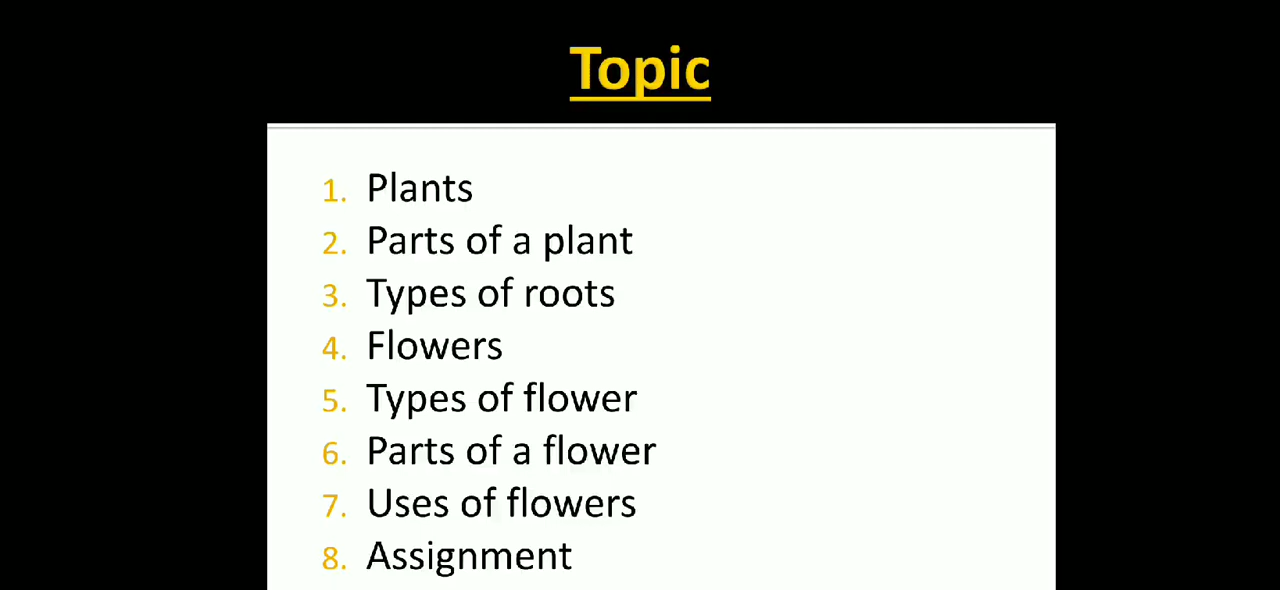 Topic
1. Plants
2. Parts of a plant
3. Types of roots
4. Flowers
5. Types of flower
6. Parts of a flower
7. Uses of flowers
8. Assignment